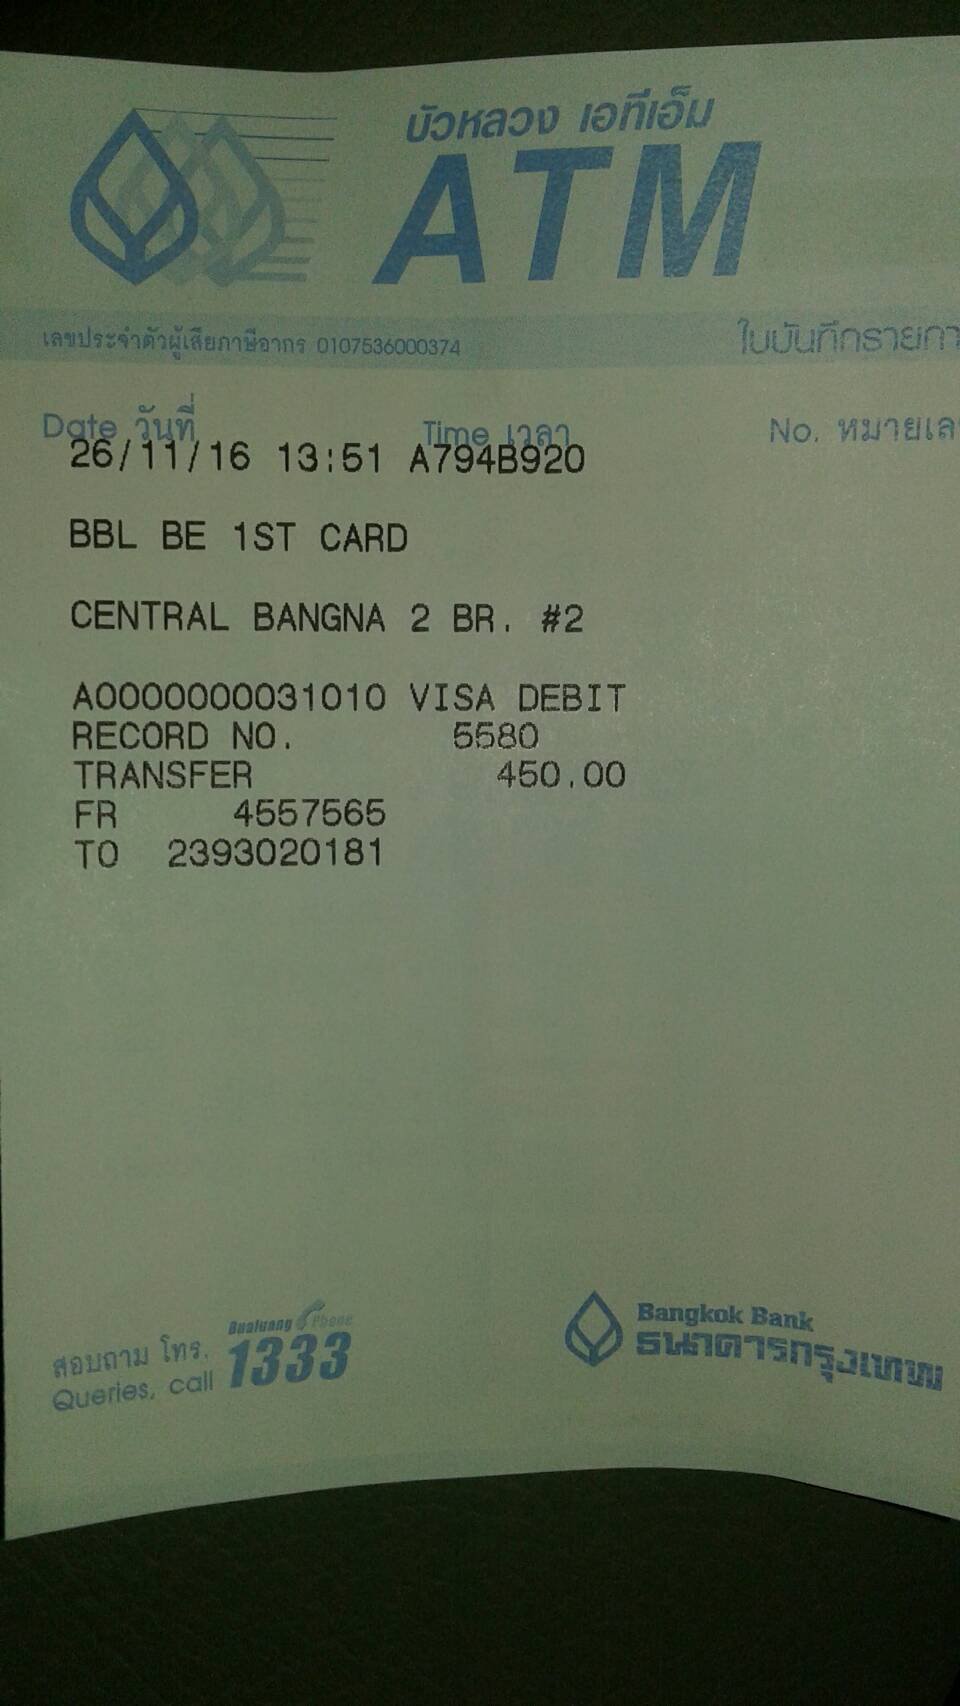 บัวหลวง เอทีเอ็ม
ATM
เลขประจำตัวผู้เสียภาษีอากร 0107536000374
ใบบันทึกรายกา
Date วันที่ Time เวลา No. หมายเล
26/11/16 13:51 A794B920
BBL BE 1ST CARD
CENTRAL BANGNA 2 BR. #2
A0000000031010 VISA DEBIT
RECORD NO. 5580
TRANSFER 450.00
FR 4557565
TO 2393020181
Bualuang Phone
สอบถาม โทร.
Queries, call 1333
Bangkok Bank
ธนาคารกรุงเทพ